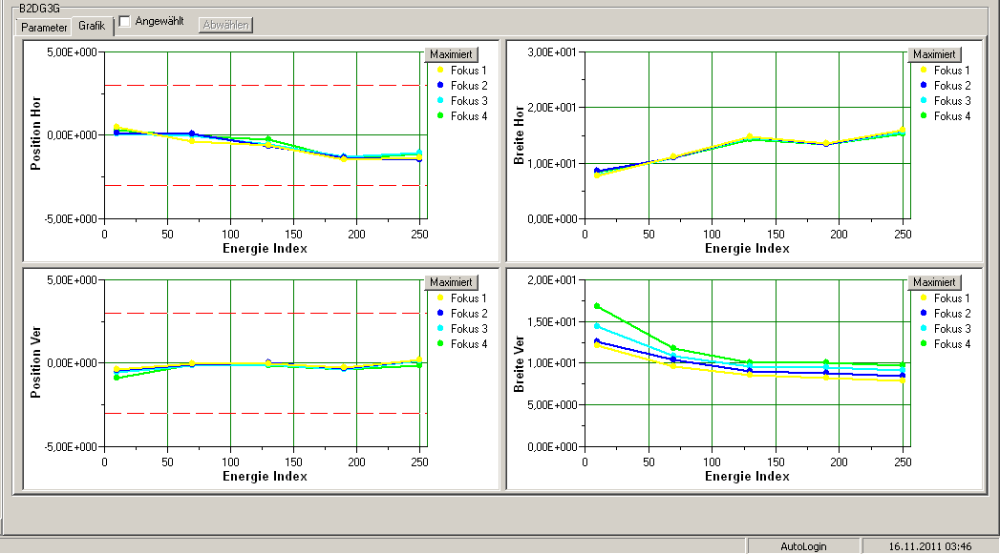 B2DG3G
Parameter Grafik Angewählt Abwählen
Position Hor
5,00E+000
0,00E+000
-5,00E+000
0 50 100 150 200 250
Energie Index
Maximiert
Fokus 1
Fokus 2
Fokus 3
Fokus 4
Breite Hor
3,00E+001
2,00E+001
1,00E+001
0,00E+000
0 50 100 150 200 250
Energie Index
Maximiert
Fokus 1
Fokus 2
Fokus 3
Fokus 4
Position Ver
5,00E+000
0,00E+000
-5,00E+000
0 50 100 150 200 250
Energie Index
Maximiert
Fokus 1
Fokus 2
Fokus 3
Fokus 4
Breite Ver
2,00E+001
1,50E+001
1,00E+001
5,00E+000
0,00E+000
0 50 100 150 200 250
Energie Index
Maximiert
Fokus 1
Fokus 2
Fokus 3
Fokus 4
AutoLogin 16.11.2011 03:46